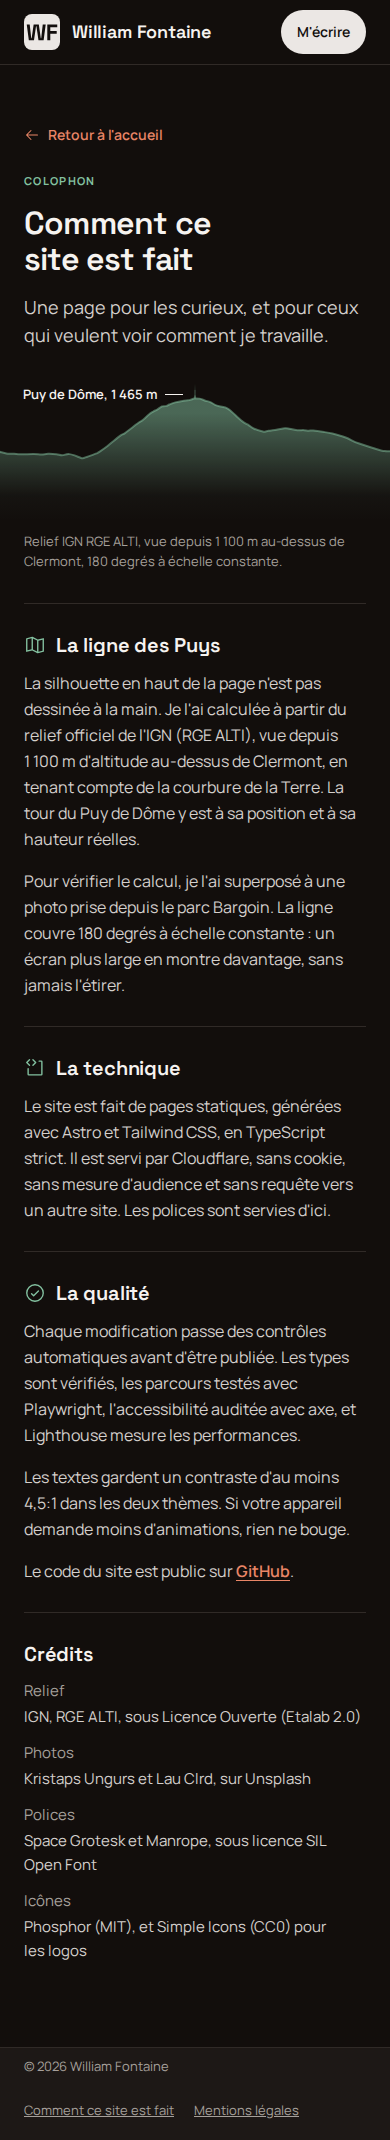 WF William Fontaine M'écrire
← Retour à l'accueil
COLOPHON
Comment ce
site est fait
Une page pour les curieux, et pour ceux
qui veulent voir comment je travaille.
Puy de Dôme, 1 465 m
Relief IGN RGE ALTI, vue depuis 1 100 m au-dessus de
Clermont, 180 degrés à échelle constante.
La ligne des Puys
La silhouette en haut de la page n'est pas
dessinée à la main. Je l'ai calculée à partir du
relief officiel de l'IGN (RGE ALTI), vue depuis
1 100 m d'altitude au-dessus de Clermont, en
tenant compte de la courbure de la Terre. La
tour du Puy de Dôme y est à sa position et à sa
hauteur réelles.
Pour vérifier le calcul, je l'ai superposé à une
photo prise depuis le parc Bargoin. La ligne
couvre 180 degrés à échelle constante : un
écran plus large en montre davantage, sans
jamais l'étirer.
La technique
Le site est fait de pages statiques, générées
avec Astro et Tailwind CSS, en TypeScript
strict. Il est servi par Cloudflare, sans cookie,
sans mesure d'audience et sans requête vers
un autre site. Les polices sont servies d'ici.
La qualité
Chaque modification passe des contrôles
automatiques avant d'être publiée. Les types
sont vérifiés, les parcours testés avec
Playwright, l'accessibilité auditée avec axe, et
Lighthouse mesure les performances.
Les textes gardent un contraste d'au moins
4,5:1 dans les deux thèmes. Si votre appareil
demande moins d'animations, rien ne bouge.
Le code du site est public sur GitHub.
Crédits
Relief
IGN, RGE ALTI, sous Licence Ouverte (Etalab 2.0)
Photos
Kristaps Ungurs et Lau Clrd, sur Unsplash
Polices
Space Grotesk et Manrope, sous licence SIL
Open Font
Icônes
Phosphor (MIT), et Simple Icons (CC0) pour
les logos
© 2026 William Fontaine
Comment ce site est fait Mentions légales